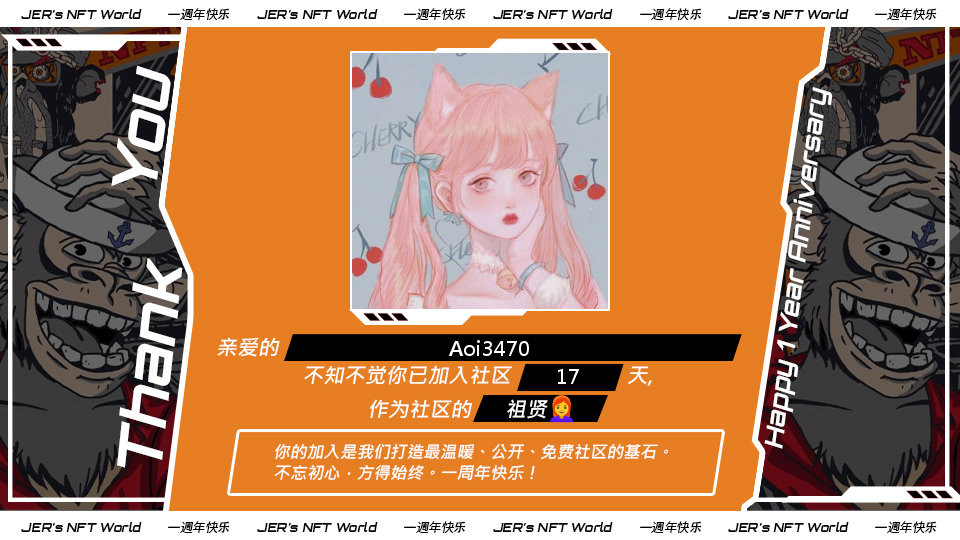 JER's NFT World 一週年快乐 JER's NFT World 一週年快乐 JER's NFT World 一週年快乐 JER's NFT World 一週年快乐
Thank You
CHERRY
亲爱的 Aoi3470
不知不觉你已加入社区 17 天,
作为社区的 祖贤👩‍🦰
你的加入是我们打造最温暖、公开、免费社区的基石。
不忘初心，方得始终。一周年快乐！
Happy 1 Year Anniversary
JER's NFT World 一週年快乐 JER's NFT World 一週年快乐 JER's NFT World 一週年快乐 JER's NFT World 一週年快乐